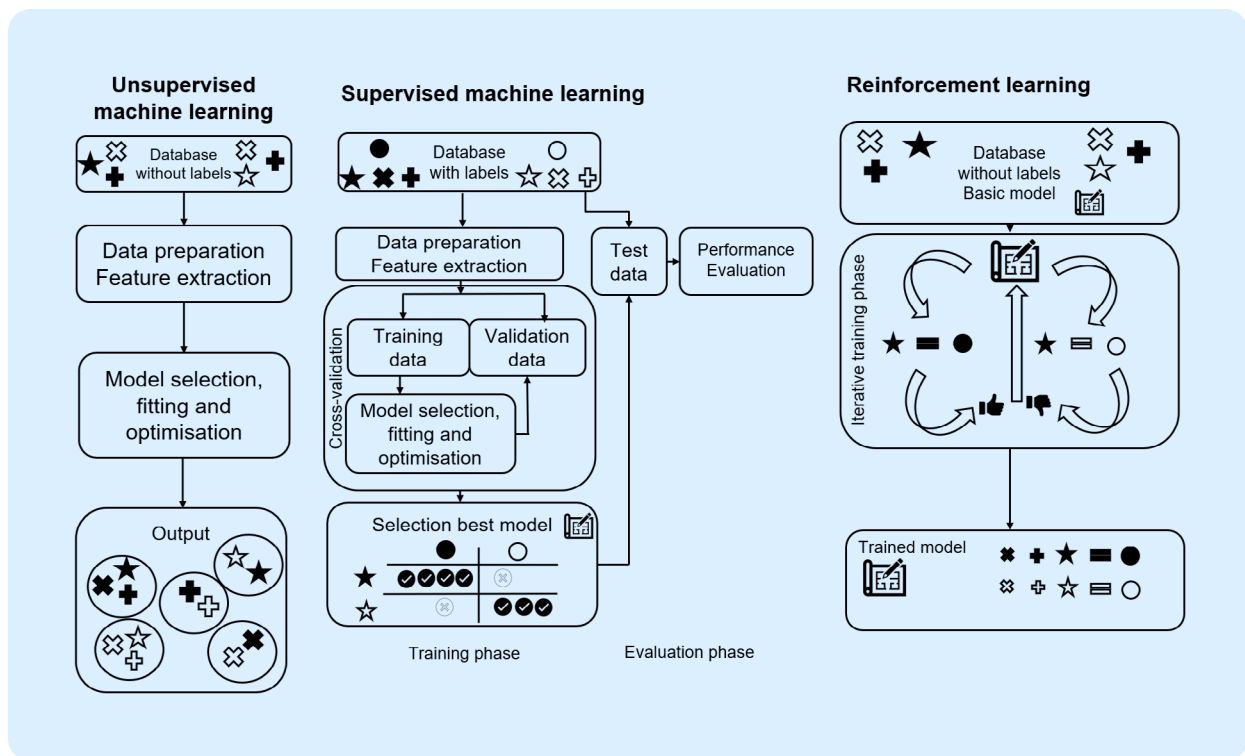 Unsupervised
machine learning
Database
without labels
Data preparation
Feature extraction
Model selection,
fitting and
optimisation
Output
Supervised machine learning
Database
with labels
Data preparation
Feature extraction
Test
data
Performance
Evaluation
Cross-validation
Training
data
Validation
data
Model selection,
fitting and
optimisation
Selection best model
Training phase
Evaluation phase
Reinforcement learning
Database
without labels
Basic model
Iterative training phase
Trained model